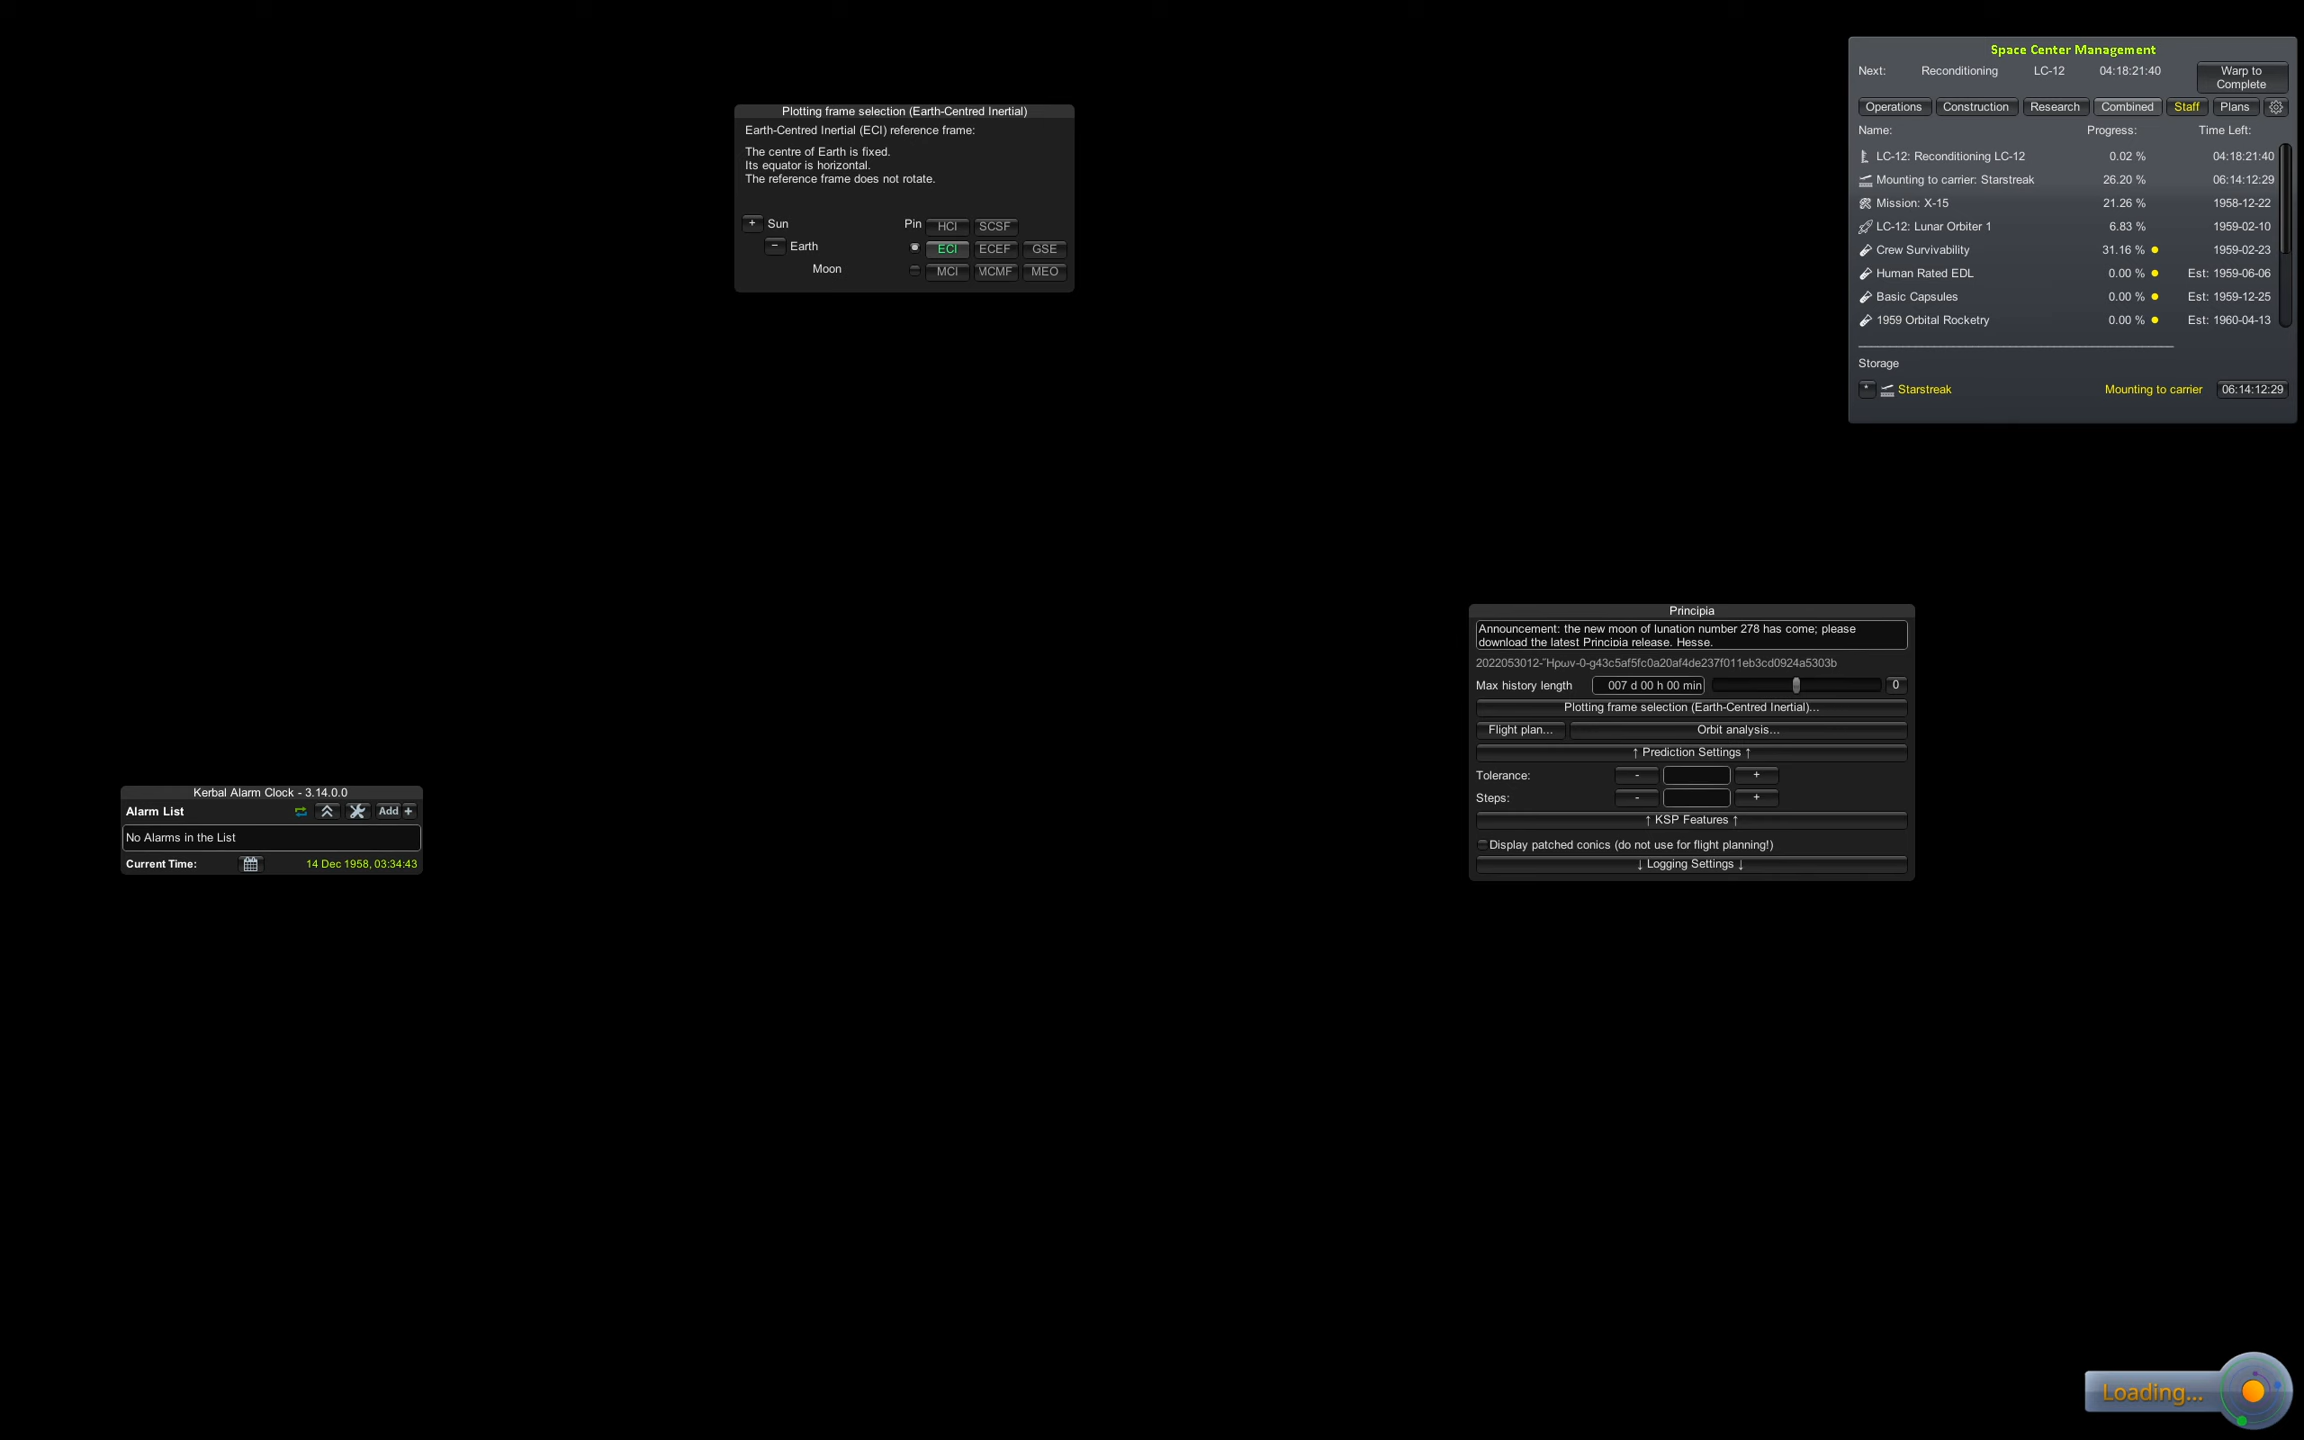 Space Center Management
Next: Reconditioning LC-12 04:18:21:40 Warp to Complete
Operations Construction Research Combined Staff Plans
Name: Progress: Time Left:
LC-12: Reconditioning LC-12 0.02 % 04:18:21:40
Mounting to carrier: Starstreak 26.20 % 06:14:12:29
Mission: X-15 21.26 % 1958-12-22
LC-12: Lunar Orbiter 1 6.83 % 1959-02-10
Crew Survivability 31.16 % 1959-02-23
Human Rated EDL 0.00 % Est: 1959-06-06
Basic Capsules 0.00 % Est: 1959-12-25
1959 Orbital Rocketry 0.00 % Est: 1960-04-13
Storage
* Starstreak Mounting to carrier 06:14:12:29
Plotting frame selection (Earth-Centred Inertial)
Earth-Centred Inertial (ECI) reference frame:
The centre of Earth is fixed.
Its equator is horizontal.
The reference frame does not rotate.
+ Sun Pin HCI SCSF
− Earth ECI ECEF GSE
Moon MCI MCMF MEO
Principia
Announcement: the new moon of lunation number 278 has come; please
download the latest Principia release. Hesse.
2022053012-Ἥρων-0-g43c5af5fc0a20af4de237f011eb3cd0924a5303b
Max history length 007 d 00 h 00 min 0
Plotting frame selection (Earth-Centred Inertial)...
Flight plan... Orbit analysis...
↑ Prediction Settings ↑
Tolerance: - +
Steps: - +
↑ KSP Features ↑
Display patched conics (do not use for flight planning!)
↓ Logging Settings ↓
Kerbal Alarm Clock - 3.14.0.0
Alarm List Add +
No Alarms in the List
Current Time: 14 Dec 1958, 03:34:43
Loading...